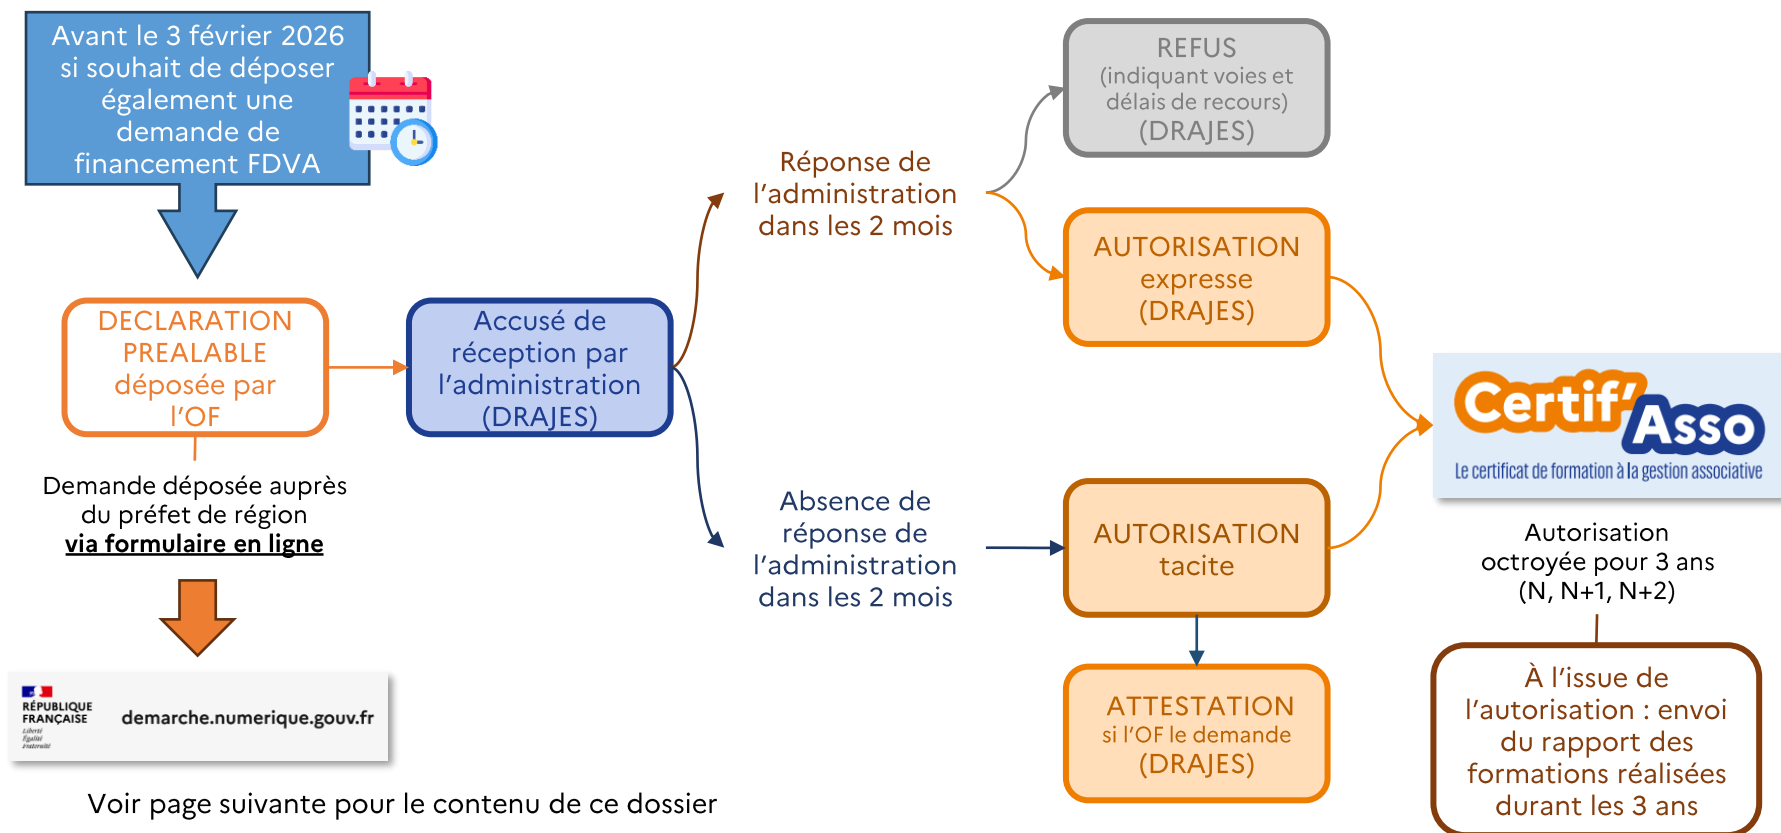 Avant le 3 février 2026
si souhait de déposer
également une
demande de
financement FDVA
DECLARATION
PREALABLE
déposée par
l'OF
Demande déposée auprès
du préfet de région
via formulaire en ligne
RÉPUBLIQUE
FRANÇAISE
Liberté
Égalité
Fraternité
demarche.numerique.gouv.fr
Voir page suivante pour le contenu de ce dossier
Accusé de
réception par
l'administration
(DRAJES)
Réponse de
l'administration
dans les 2 mois
Absence de
réponse de
l'administration
dans les 2 mois
REFUS
(indiquant voies et
délais de recours)
(DRAJES)
AUTORISATION
expresse
(DRAJES)
AUTORISATION
tacite
ATTESTATION
si l'OF le demande
(DRAJES)
Certif'
Asso
Le certificat de formation à la gestion associative
Autorisation
octroyée pour 3 ans
(N, N+1, N+2)
À l'issue de
l'autorisation : envoi
du rapport des
formations réalisées
durant les 3 ans